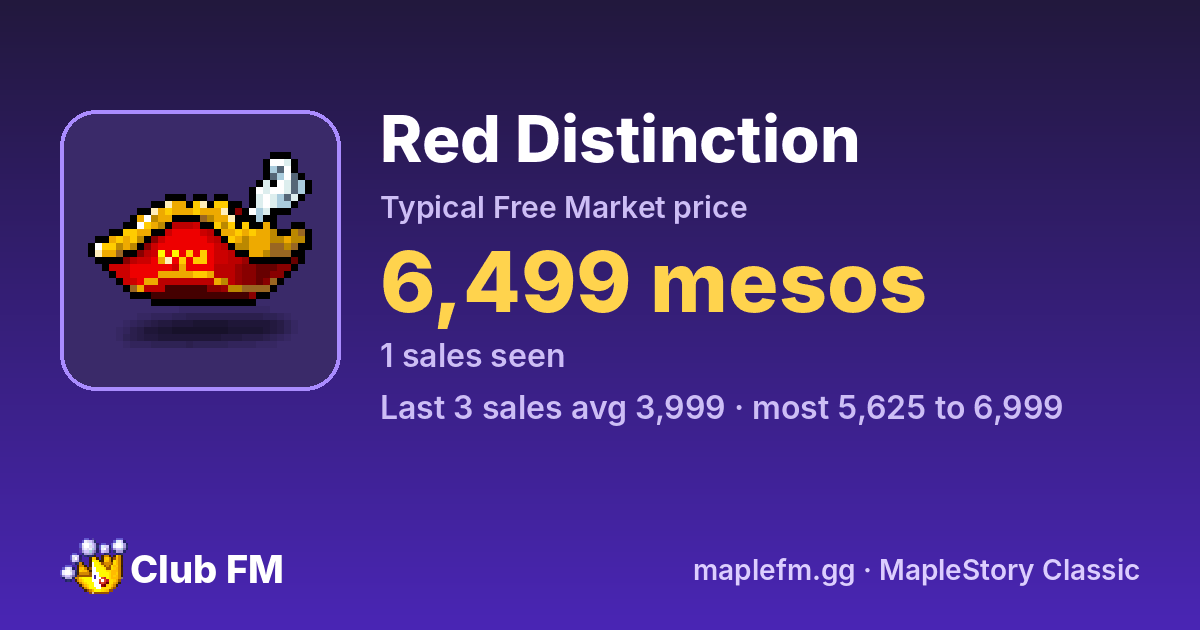 Red Distinction
Typical Free Market price
6,499 mesos
1 sales seen
Last 3 sales avg 3,999 · most 5,625 to 6,999
Club FM
maplefm.gg · MapleStory Classic